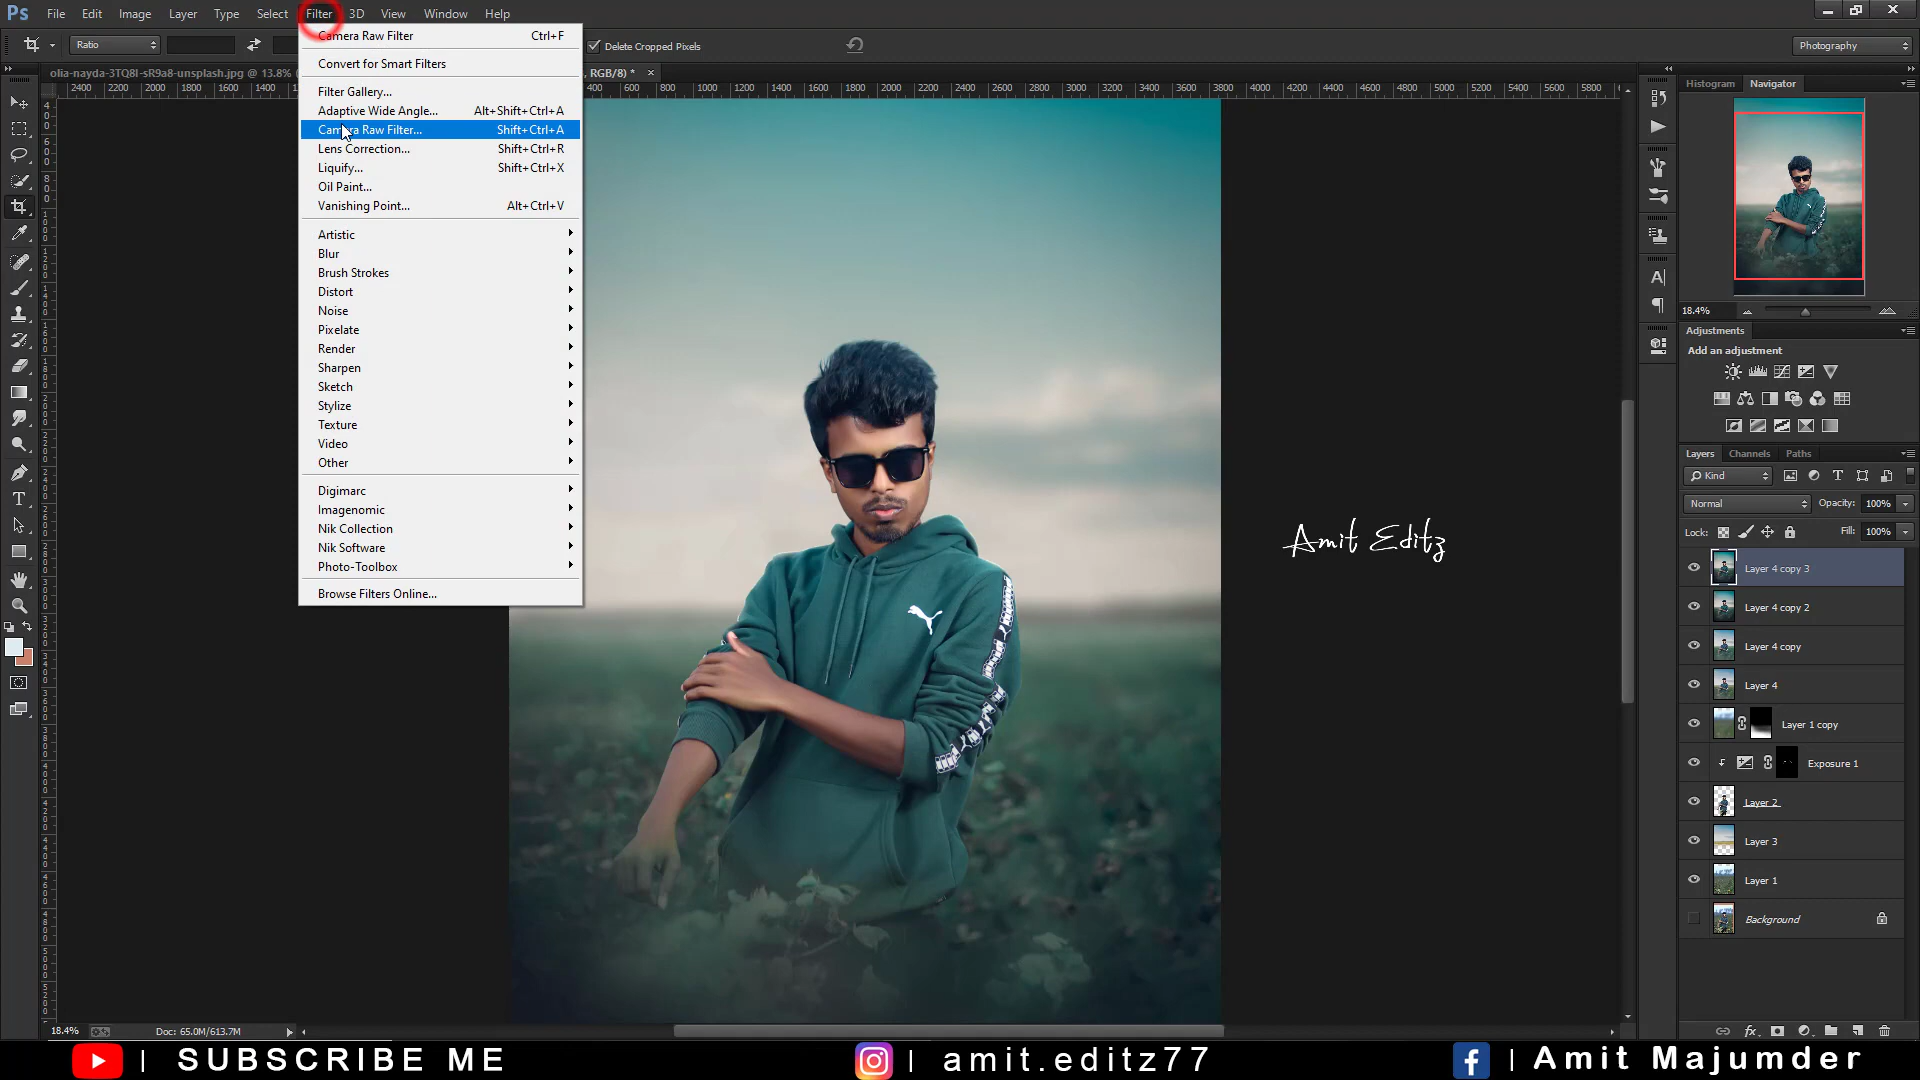 Ps File Edit Image Layer Type Select Filter 3D View Window Help
Ratio Delete Cropped Pixels Photography
olia-nayda-3TQ8I-sR9a8-unsplash.jpg @ 13.8% ( , RGB/8) * ×
2400 2200 2000 1800 1600 1400 400 600 800 1000 1200 1400 1600 1800 2000 2200 2400 2600 2800 3000 3200 3400 3600 3800 4000 4200 4400 4600 4800 5000 5200 5400 5600 580
Camera Raw Filter Ctrl+F
Convert for Smart Filters
Filter Gallery...
Adaptive Wide Angle... Alt+Shift+Ctrl+A
Camera Raw Filter... Shift+Ctrl+A
Lens Correction... Shift+Ctrl+R
Liquify... Shift+Ctrl+X
Oil Paint...
Vanishing Point... Alt+Ctrl+V
Artistic
Blur
Brush Strokes
Distort
Noise
Pixelate
Render
Sharpen
Sketch
Stylize
Texture
Video
Other
Digimarc
Imagenomic
Nik Collection
Nik Software
Photo-Toolbox
Browse Filters Online...
Amit Editz
Histogram Navigator
18.4%
Adjustments
Add an adjustment
Layers Channels Paths
Kind
Normal Opacity: 100%
Lock: Fill: 100%
Layer 4 copy 3
Layer 4 copy 2
Layer 4 copy
Layer 4
Layer 1 copy
Exposure 1
Layer 2
Layer 3
Layer 1
Background
18.4% Doc: 65.0M/613.7M
| SUBSCRIBE ME | amit.editz77 | Amit Majumder